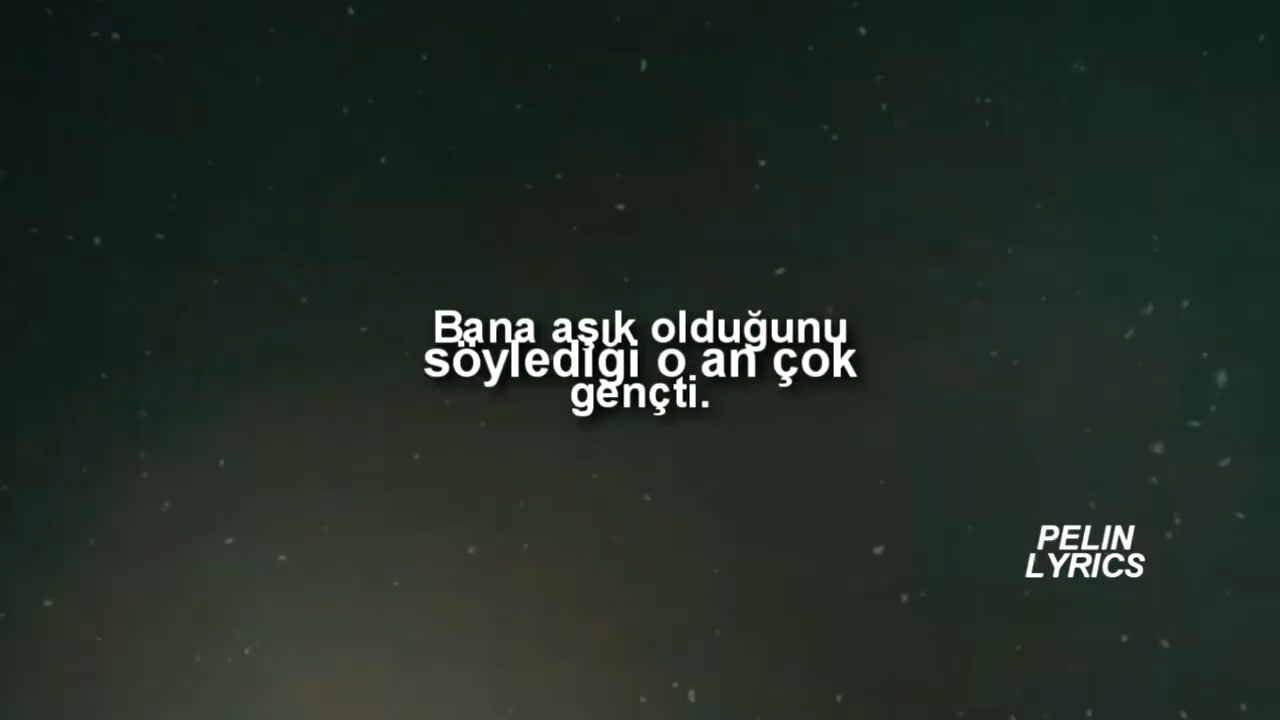 Bana aşık olduğunu
söylediği o an çok
gençti.
PELIN
LYRICS